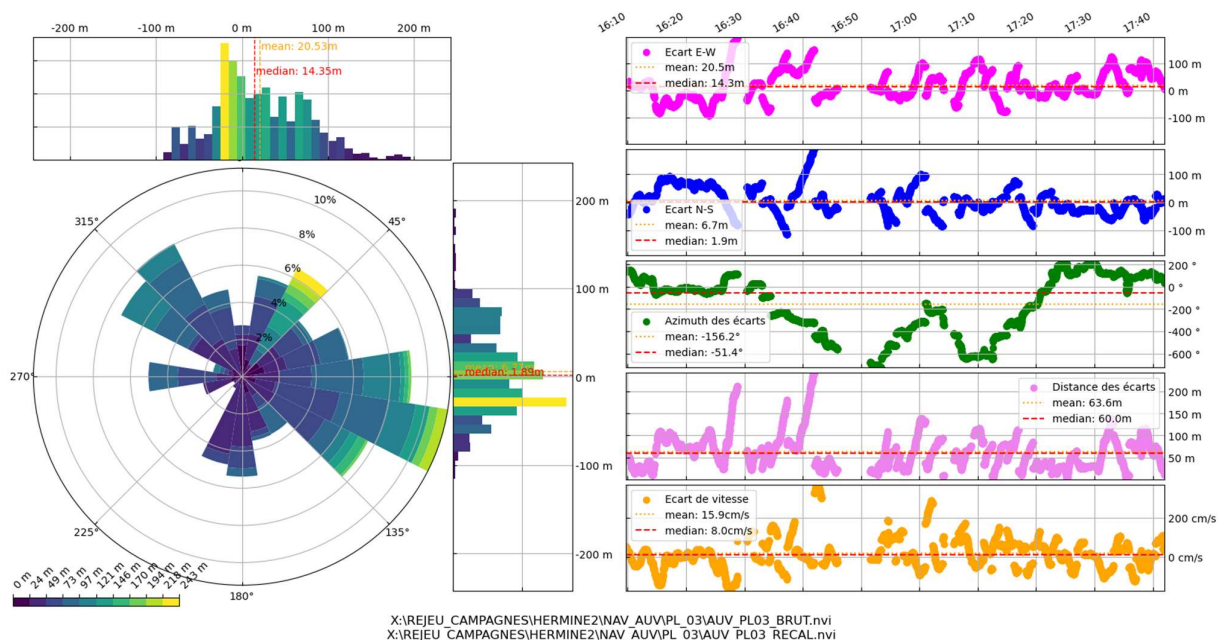 -200 m
-100 m
0 m
100 m
200 m
mean: 20.53m
median: 14.35m
16:10
16:20
16:30
16:40
16:50
17:00
17:10
17:20
17:30
17:40
Ecart E-W
mean: 20.5m
median: 14.3m
100 m
0 m
-100 m
Ecart N-S
mean: 6.7m
median: 1.9m
100 m
0 m
-100 m
Azimuth des écarts
mean: -156.2°
median: -51.4°
200 °
0 °
-200 °
-400 °
-600 °
Distance des écarts
mean: 63.6m
median: 60.0m
200 m
150 m
100 m
50 m
Ecart de vitesse
mean: 15.9cm/s
median: 8.0cm/s
200 cm/s
0 cm/s
10%
8%
6%
4%
2%
45°
135°
180°
225°
270°
315°
200 m
100 m
0 m
-100 m
-200 m
median: 1.89m
0 m
24 m
49 m
73 m
97 m
121 m
146 m
170 m
194 m
218 m
243 m
X:\REJEU_CAMPAGNES\HERMINE2\NAV_AUV\PL_03\AUV_PL03_BRUT.nvi
X:\REJEU_CAMPAGNES\HERMINE2\NAV_AUV\PL_03\AUV_PL03_RECAL.nvi